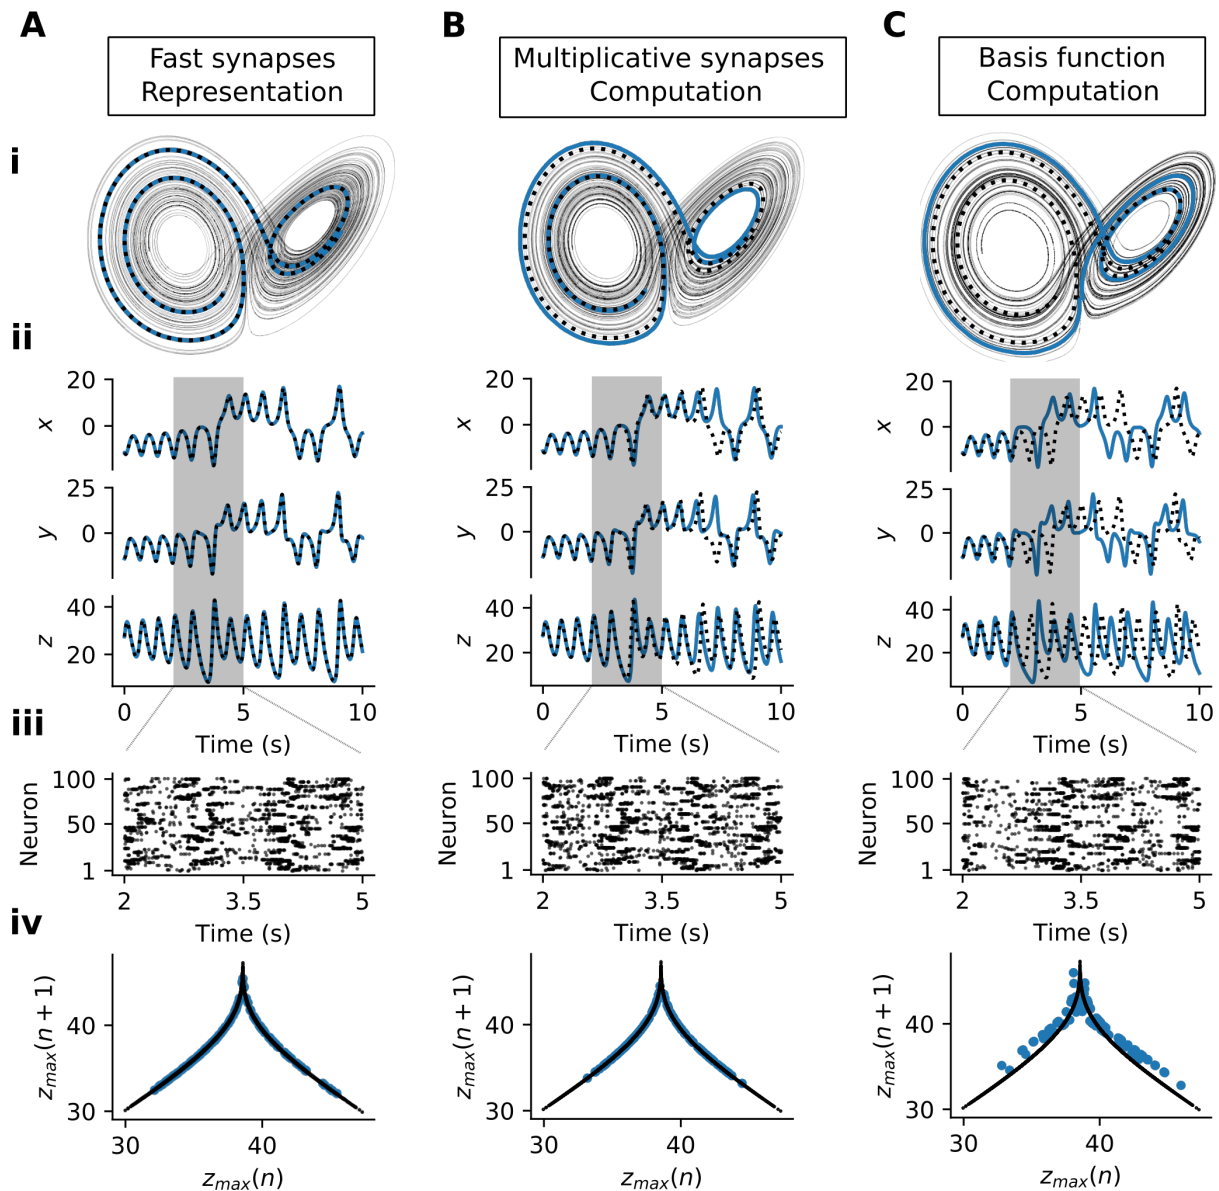 A
B
C
Fast synapses
Representation
Multiplicative synapses
Computation
Basis function
Computation
i
ii
20
0
x
20
0
x
20
0
x
25
0
y
25
0
y
25
0
y
40
20
z
40
20
z
40
20
z
0 5 10
Time (s)
0 5 10
Time (s)
0 5 10
Time (s)
iii
100
50
1
Neuron
2 3.5 5
Time (s)
100
50
1
Neuron
2 3.5 5
Time (s)
100
50
1
Neuron
2 3.5 5
Time (s)
iv
40
30
z_max(n + 1)
30 40
z_max(n)
40
30
z_max(n + 1)
30 40
z_max(n)
40
30
z_max(n + 1)
30 40
z_max(n)